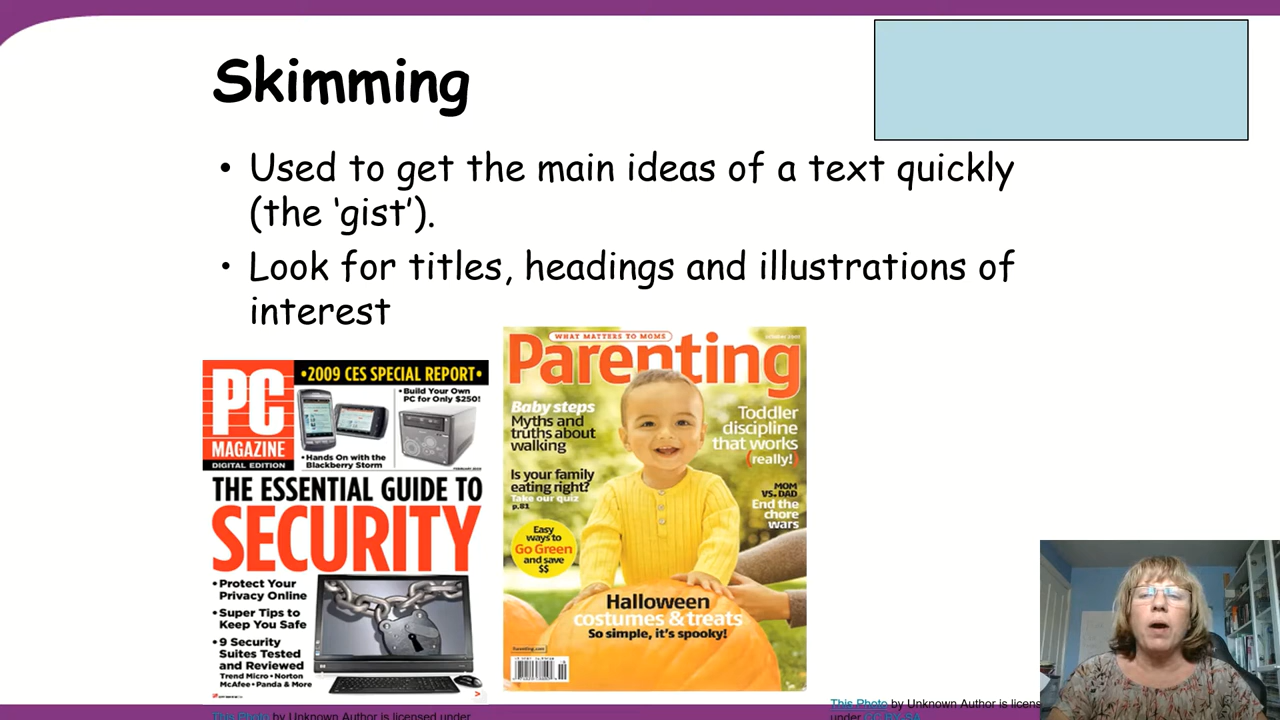 Skimming
• Used to get the main ideas of a text quickly
(the ‘gist’).
• Look for titles, headings and illustrations of
interest
PC
MAGAZINE
DIGITAL EDITION
•2009 CES SPECIAL REPORT•
•Build Your Own
PC for Only $250!
•Hands On with the
Blackberry Storm
THE ESSENTIAL GUIDE TO
SECURITY
•Protect Your
Privacy Online
•Super Tips to
Keep You Safe
•9 Security
Suites Tested
and Reviewed
Trend Micro • Norton
McAfee • Panda & More
WHAT MATTERS TO MOMS
Parenting
Baby steps
Myths and
truths about
walking
Is your family
eating right?
Take our quiz
p.81
Easy
ways to
Go Green
and save
$$
Toddler
discipline
that works
(really!)
MOM
VS. DAD
End the
chore
wars
Halloween
costumes & treats
So simple, it’s spooky!
This Photo by Unknown Author is licensed under
This Photo by Unknown Author is licens
under CC BY-SA